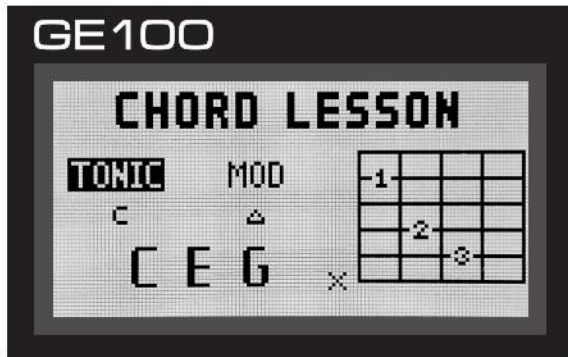 GE100
CHORD LESSON
TONIC MOD
C △
C E G
1
2
× 3